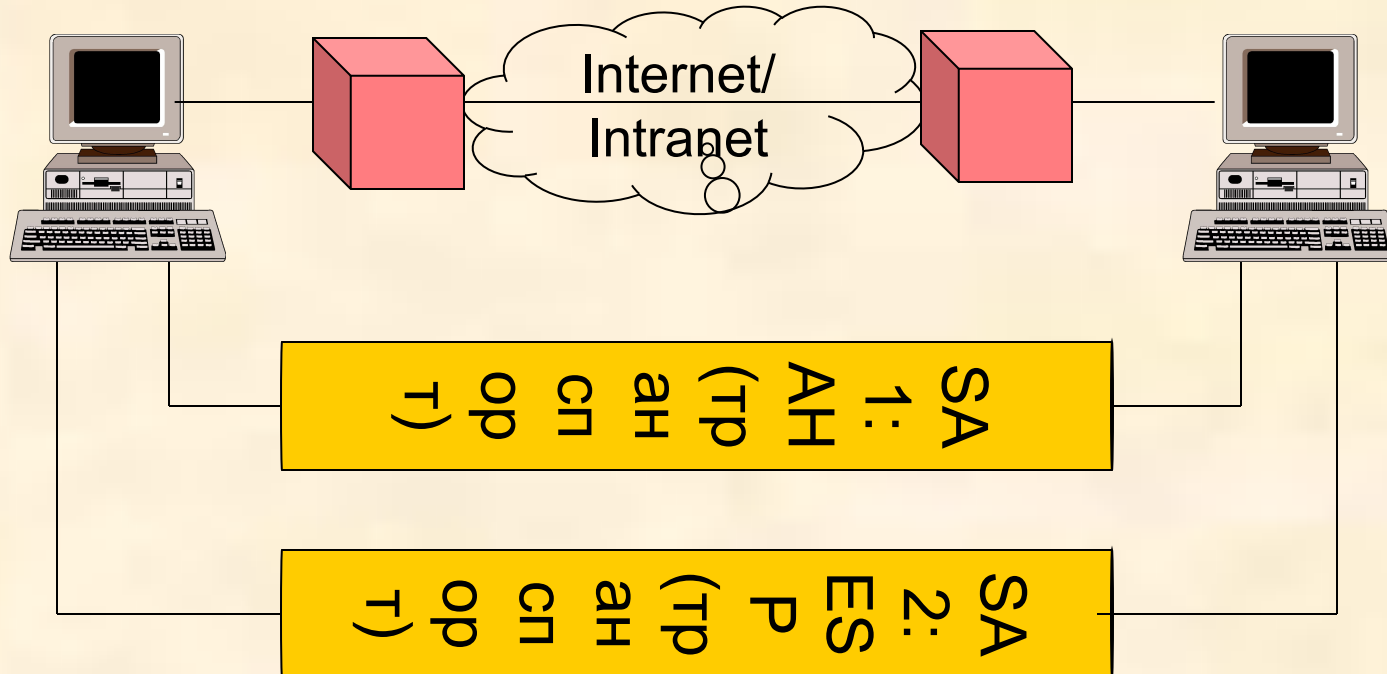 Internet/
Intranet
SA
1:
AH
(тр
ан
сп
ор
т)
SA
2:
ES
P
(тр
ан
сп
ор
т)